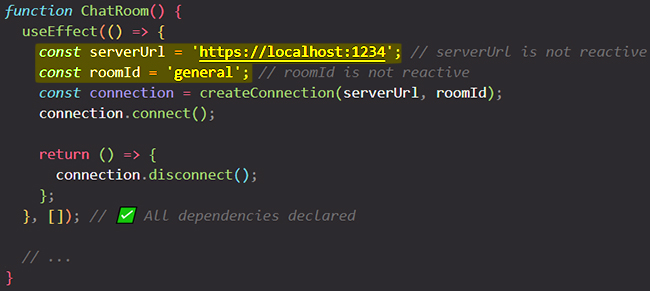 function ChatRoom() {
useEffect(() => {
const serverUrl = 'https://localhost:1234'; // serverUrl is not reactive
const roomId = 'general'; // roomId is not reactive
const connection = createConnection(serverUrl, roomId);
connection.connect();
return () => {
connection.disconnect();
};
}, []); // ✅ All dependencies declared
// ...
}